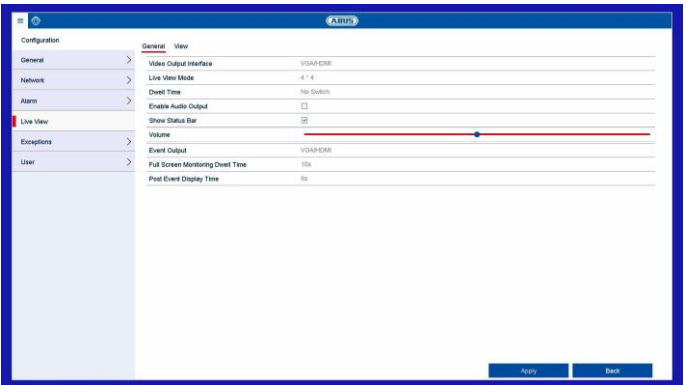 ABUS
Configuration
General View
General
Network
Alarm
Live View
Exceptions
User
Video Output Interface VGA/HDMI
Live View Mode 4 * 4
Dwell Time No Switch
Enable Audio Output
Show Status Bar
Volume
Event Output VGA/HDMI
Full Screen Monitoring Dwell Time 10s
Post Event Display Time
Apply Back